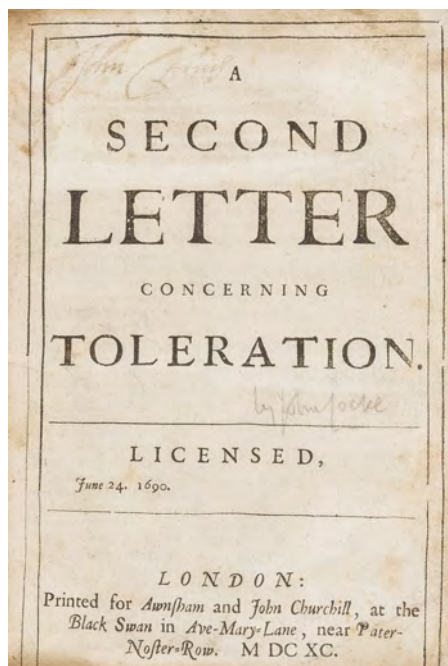 John
A
SECOND
LETTER
CONCERNING
TOLERATION.
by John Locke
LICENSED,
June 24. 1690.
LONDON:
Printed for Awnſham and John Churchill, at the
Black Swan in Ave-Mary-Lane, near Pater-
Noſter-Row. M DC XC.